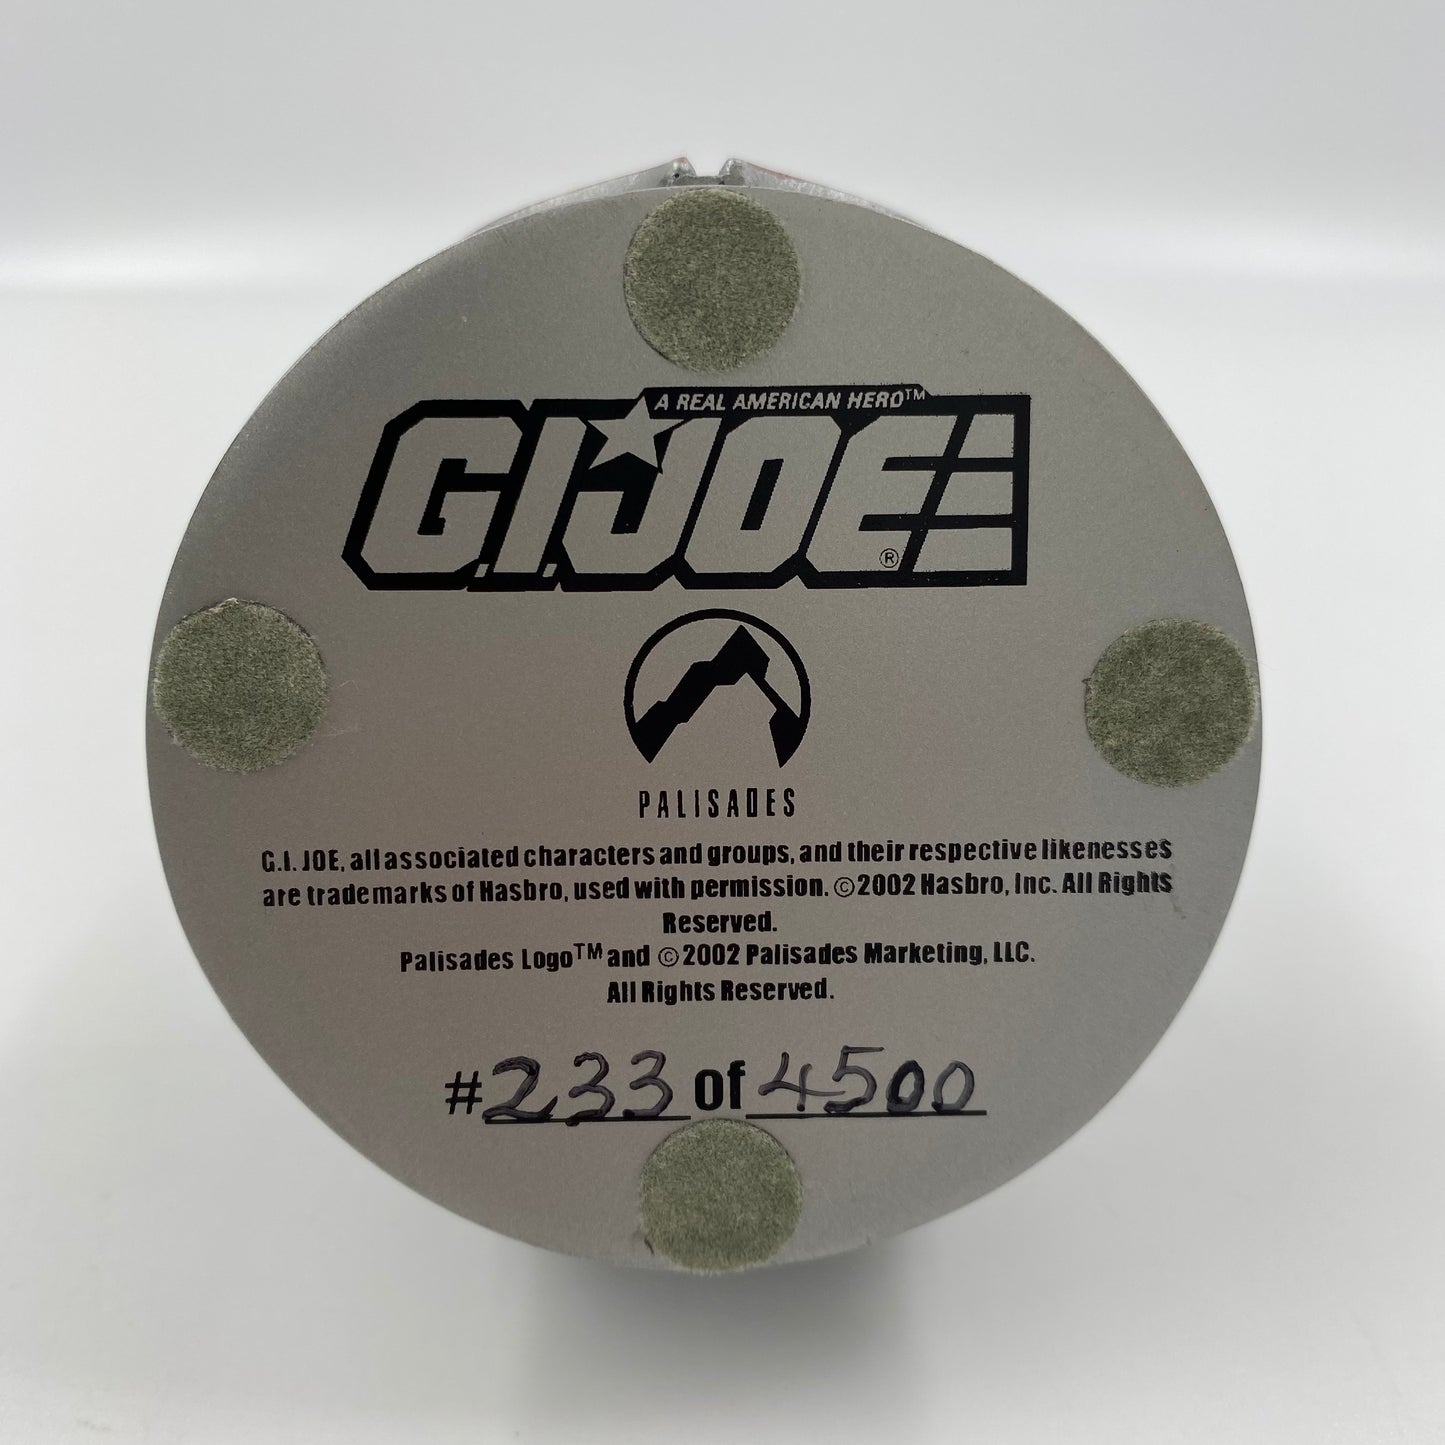 A REAL AMERICAN HERO™
G.I.JOE®
PALISADES
G.I. JOE, all associated characters and groups, and their respective likenesses
are trademarks of Hasbro, used with permission. ©2002 Hasbro, Inc. All Rights
Reserved.
Palisades Logo™ and ©2002 Palisades Marketing, LLC.
All Rights Reserved.
#233 of 4500